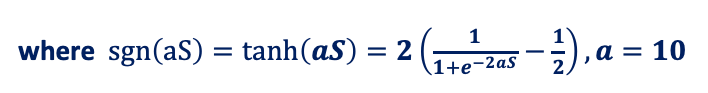 where sgn(aS) = tanh(aS) = 2 (1/(1+e^{-2aS}) − 1/2), a = 10